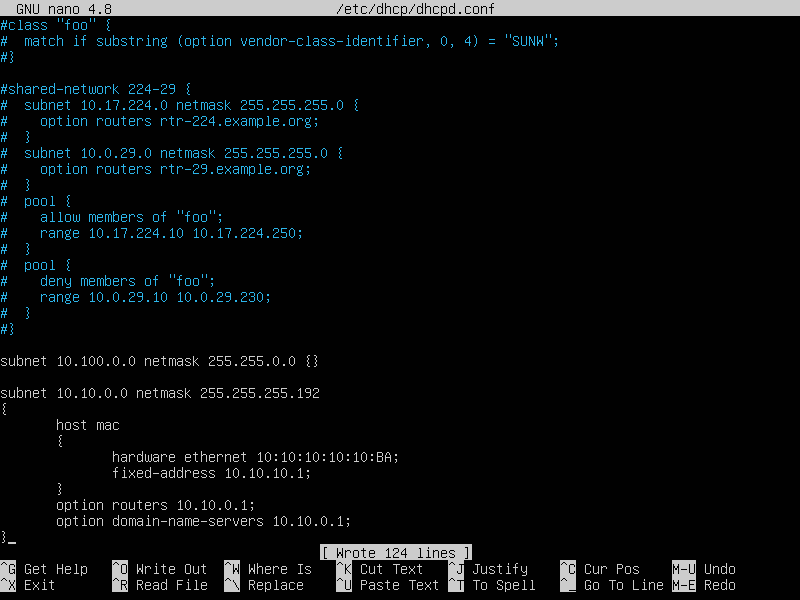 GNU nano 4.8 /etc/dhcp/dhcpd.conf
#class "foo" {
#  match if substring (option vendor-class-identifier, 0, 4) = "SUNW";
#}
#shared-network 224-29 {
#  subnet 10.17.224.0 netmask 255.255.255.0 {
#    option routers rtr-224.example.org;
#  }
#  subnet 10.0.29.0 netmask 255.255.255.0 {
#    option routers rtr-29.example.org;
#  }
#  pool {
#    allow members of "foo";
#    range 10.17.224.10 10.17.224.250;
#  }
#  pool {
#    deny members of "foo";
#    range 10.0.29.10 10.0.29.230;
#  }
#}
subnet 10.100.0.0 netmask 255.255.0.0 {}
subnet 10.10.0.0 netmask 255.255.255.192
{
       host mac
       {
              hardware ethernet 10:10:10:10:10:BA;
              fixed-address 10.10.10.1;
       }
       option routers 10.10.0.1;
       option domain-name-servers 10.10.0.1;
}_
[ Wrote 124 lines ]
^G Get Help ^O Write Out ^W Where Is ^K Cut Text ^J Justify ^C Cur Pos M-U Undo
^X Exit ^R Read File ^\ Replace ^U Paste Text ^T To Spell ^_ Go To Line M-E Redo